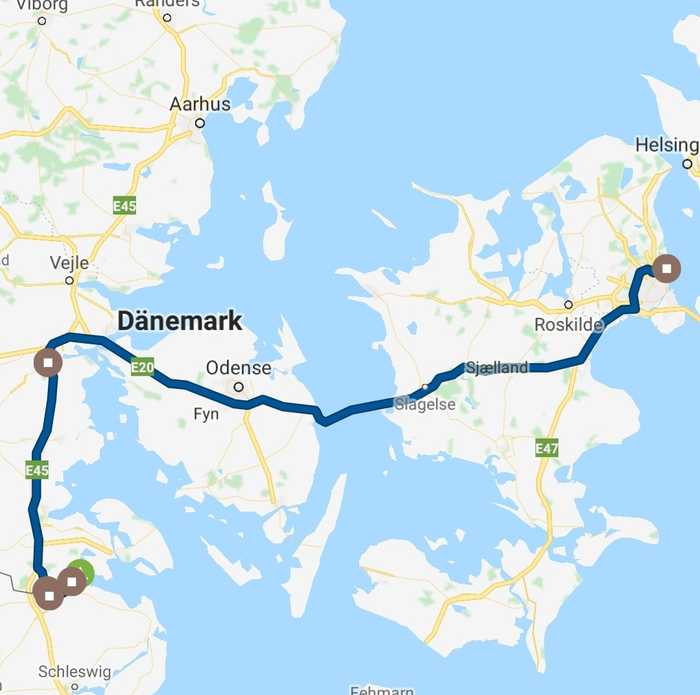 Viborg
Randers
Aarhus
Helsing
E45
Vejle
d
Dänemark
Roskilde
E20
Odense
Sjælland
Fyn
Slagelse
E47
E45
Schleswig
Fehmarn